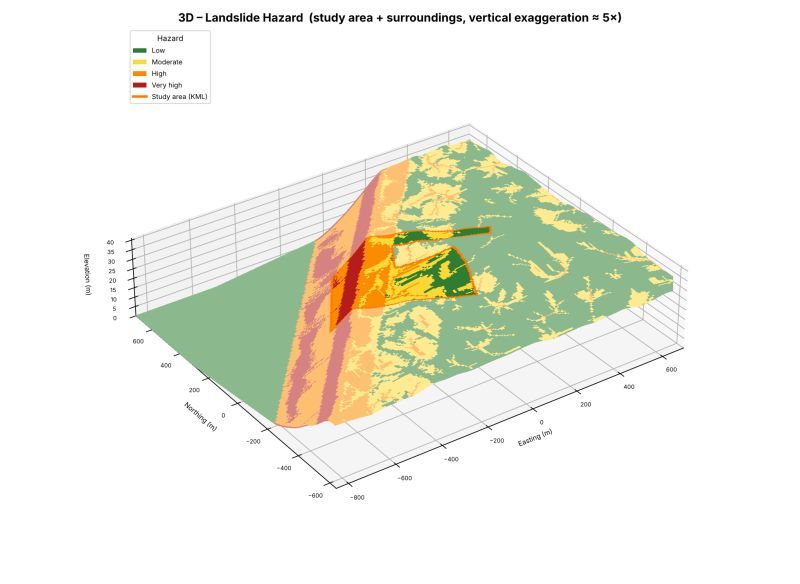 3D – Landslide Hazard (study area + surroundings, vertical exaggeration ≈ 5×)
Hazard
Low
Moderate
High
Very high
Study area (KML)
40
35
30
25
20
15
10
5
0
Elevation (m)
600
400
200
0
−200
−400
−600
Northing (m)
−800
−600
−400
−200
0
200
400
600
Easting (m)